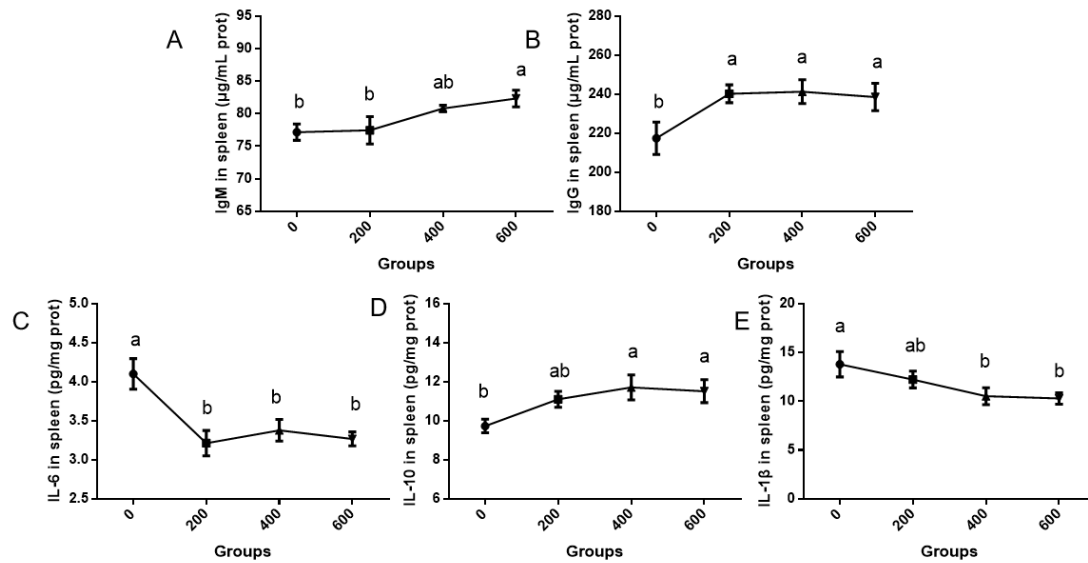 A
IgM in spleen (µg/mL prot)
95
90
85
80
75
70
65
b
b
ab
a
0
200
400
600
Groups
B
IgG in spleen (µg/mL prot)
280
260
240
220
200
180
b
a
a
a
0
200
400
600
Groups
C
IL-6 in spleen (pg/mg prot)
5.0
4.5
4.0
3.5
3.0
2.5
a
b
b
b
0
200
400
600
Groups
D
IL-10 in spleen (pg/mg prot)
16
14
12
10
8
6
b
ab
a
a
0
200
400
600
Groups
E
IL-1β in spleen (pg/mg prot)
20
15
10
5
0
a
ab
b
b
0
200
400
600
Groups